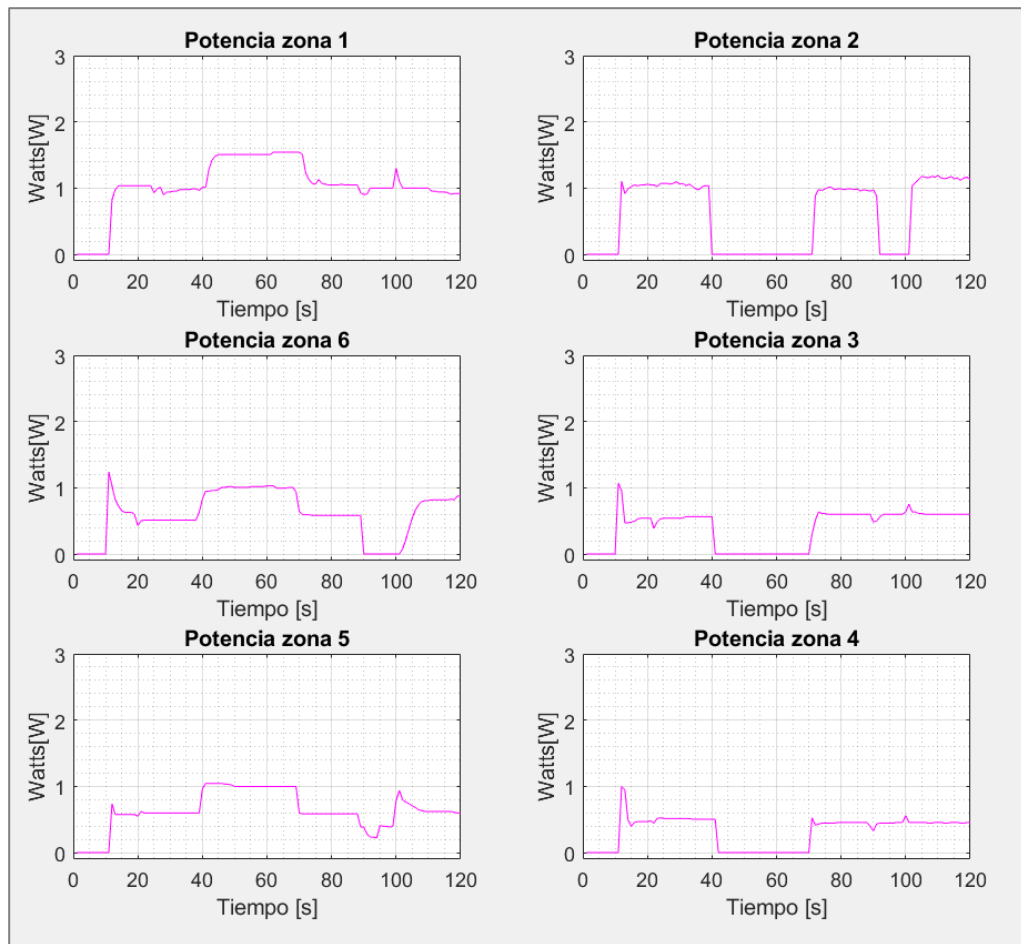 Potencia zona 1
3
2
1
0
Watts[W]
0 20 40 60 80 100 120
Tiempo [s]
Potencia zona 2
3
2
1
0
Watts[W]
0 20 40 60 80 100 120
Tiempo [s]
Potencia zona 6
3
2
1
0
Watts[W]
0 20 40 60 80 100 120
Tiempo [s]
Potencia zona 3
3
2
1
0
Watts[W]
0 20 40 60 80 100 120
Tiempo [s]
Potencia zona 5
3
2
1
0
Watts[W]
0 20 40 60 80 100 120
Tiempo [s]
Potencia zona 4
3
2
1
0
Watts[W]
0 20 40 60 80 100 120
Tiempo [s]